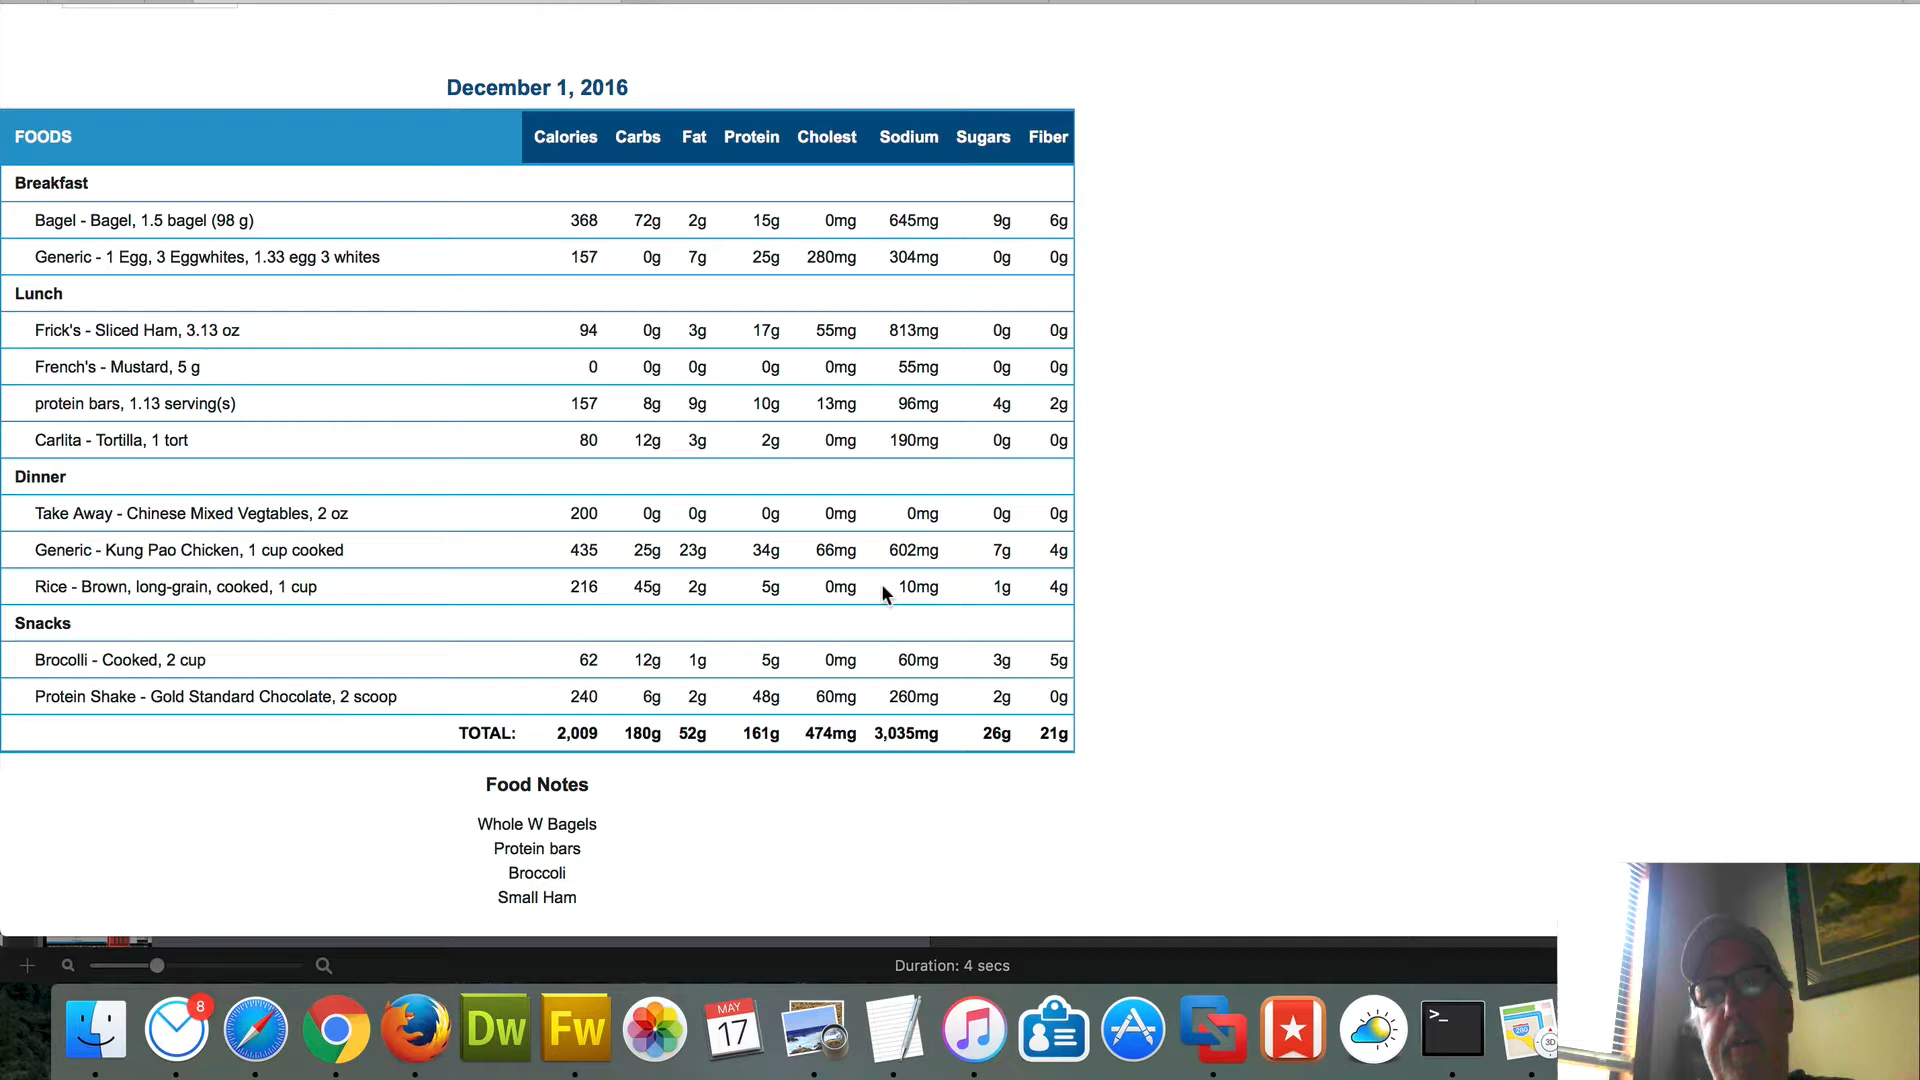 December 1, 2016
FOODS Calories Carbs Fat Protein Cholest Sodium Sugars Fiber
Breakfast
Bagel - Bagel, 1.5 bagel (98 g) 368 72g 2g 15g 0mg 645mg 9g 6g
Generic - 1 Egg, 3 Eggwhites, 1.33 egg 3 whites 157 0g 7g 25g 280mg 304mg 0g 0g
Lunch
Frick's - Sliced Ham, 3.13 oz 94 0g 3g 17g 55mg 813mg 0g 0g
French's - Mustard, 5 g 0 0g 0g 0g 0mg 55mg 0g 0g
protein bars, 1.13 serving(s) 157 8g 9g 10g 13mg 96mg 4g 2g
Carlita - Tortilla, 1 tort 80 12g 3g 2g 0mg 190mg 0g 0g
Dinner
Take Away - Chinese Mixed Vegtables, 2 oz 200 0g 0g 0g 0mg 0mg 0g 0g
Generic - Kung Pao Chicken, 1 cup cooked 435 25g 23g 34g 66mg 602mg 7g 4g
Rice - Brown, long-grain, cooked, 1 cup 216 45g 2g 5g 0mg 10mg 1g 4g
Snacks
Brocolli - Cooked, 2 cup 62 12g 1g 5g 0mg 60mg 3g 5g
Protein Shake - Gold Standard Chocolate, 2 scoop 240 6g 2g 48g 60mg 260mg 2g 0g
TOTAL: 2,009 180g 52g 161g 474mg 3,035mg 26g 21g
Food Notes
Whole W Bagels
Protein bars
Broccoli
Small Ham
Duration: 4 secs
8
Dw
Fw
MAY
17
>_
280
3D